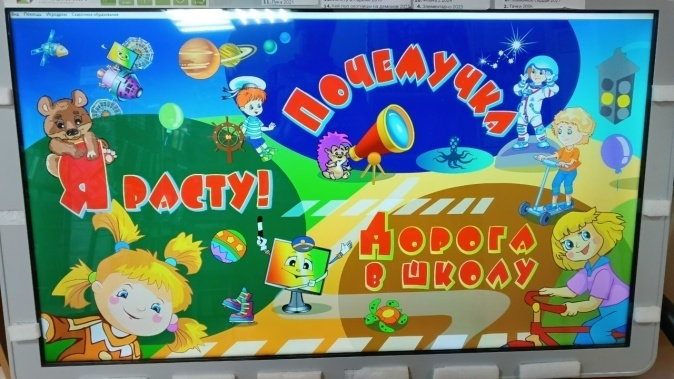 Почемучка
Я расту!
Дорога
в школу